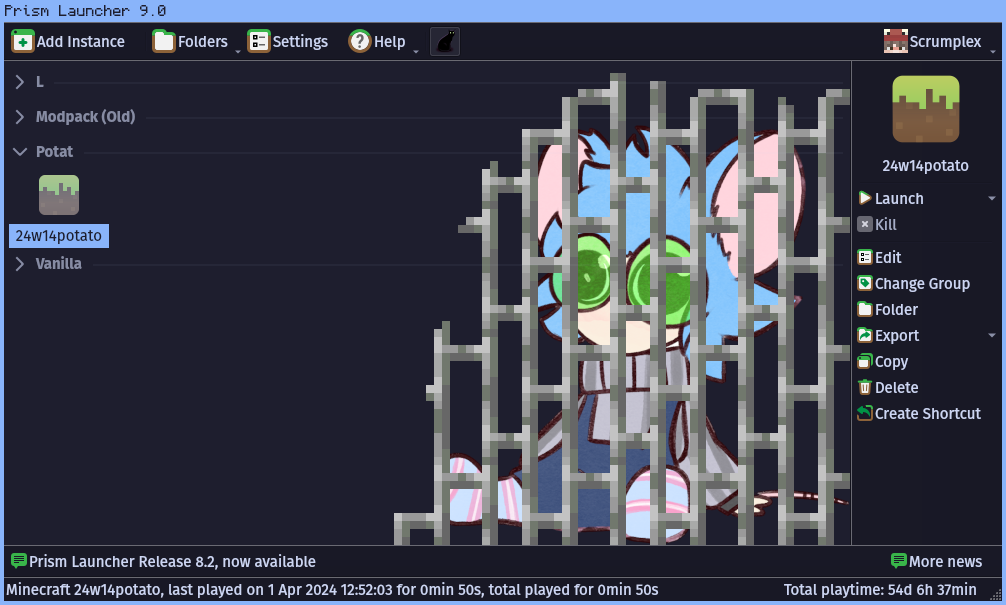 Prism Launcher 9.0
Add Instance
Folders
Settings
Help
Scrumplex
L
Modpack (Old)
Potat
24w14potato
Vanilla
24w14potato
Launch
Kill
Edit
Change Group
Folder
Export
Copy
Delete
Create Shortcut
Prism Launcher Release 8.2, now available
More news
Minecraft 24w14potato, last played on 1 Apr 2024 12:52:03 for 0min 50s, total played for 0min 50s
Total playtime: 54d 6h 37min